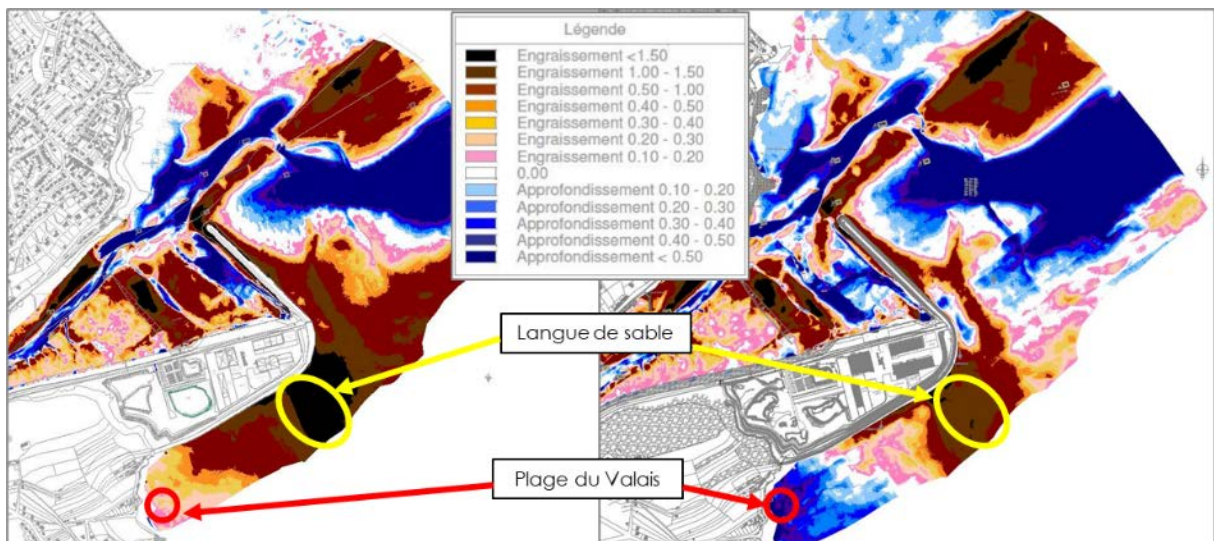 Légende
Engraissement <1.50
Engraissement 1.00 - 1.50
Engraissement 0.50 - 1.00
Engraissement 0.40 - 0.50
Engraissement 0.30 - 0.40
Engraissement 0.20 - 0.30
Engraissement 0.10 - 0.20
0.00
Approfondissement 0.10 - 0.20
Approfondissement 0.20 - 0.30
Approfondissement 0.30 - 0.40
Approfondissement 0.40 - 0.50
Approfondissement < 0.50
Langue de sable
Plage du Valais